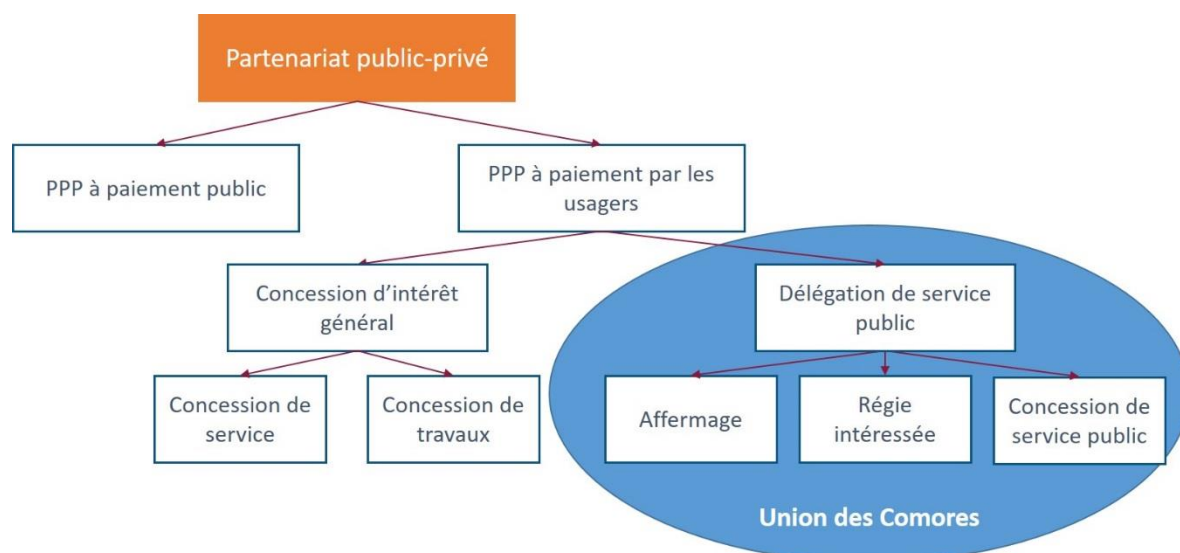 Partenariat public-privé
PPP à paiement public
PPP à paiement par les
usagers
Concession d'intérêt
général
Délégation de service
public
Concession de
service
Concession de
travaux
Affermage
Régie
intéressée
Concession de
service public
Union des Comores